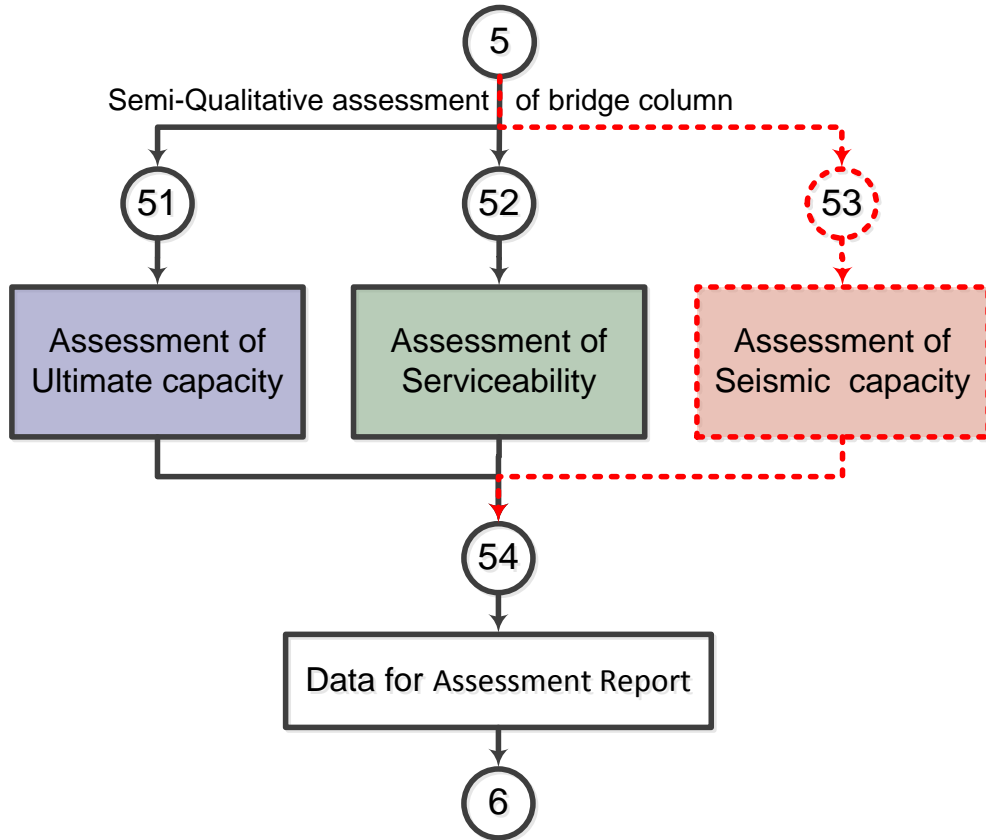 5
Semi-Qualitative assessment of bridge column
51
52
53
Assessment of
Ultimate capacity
Assessment of
Serviceability
Assessment of
Seismic capacity
54
Data for Assessment Report
6